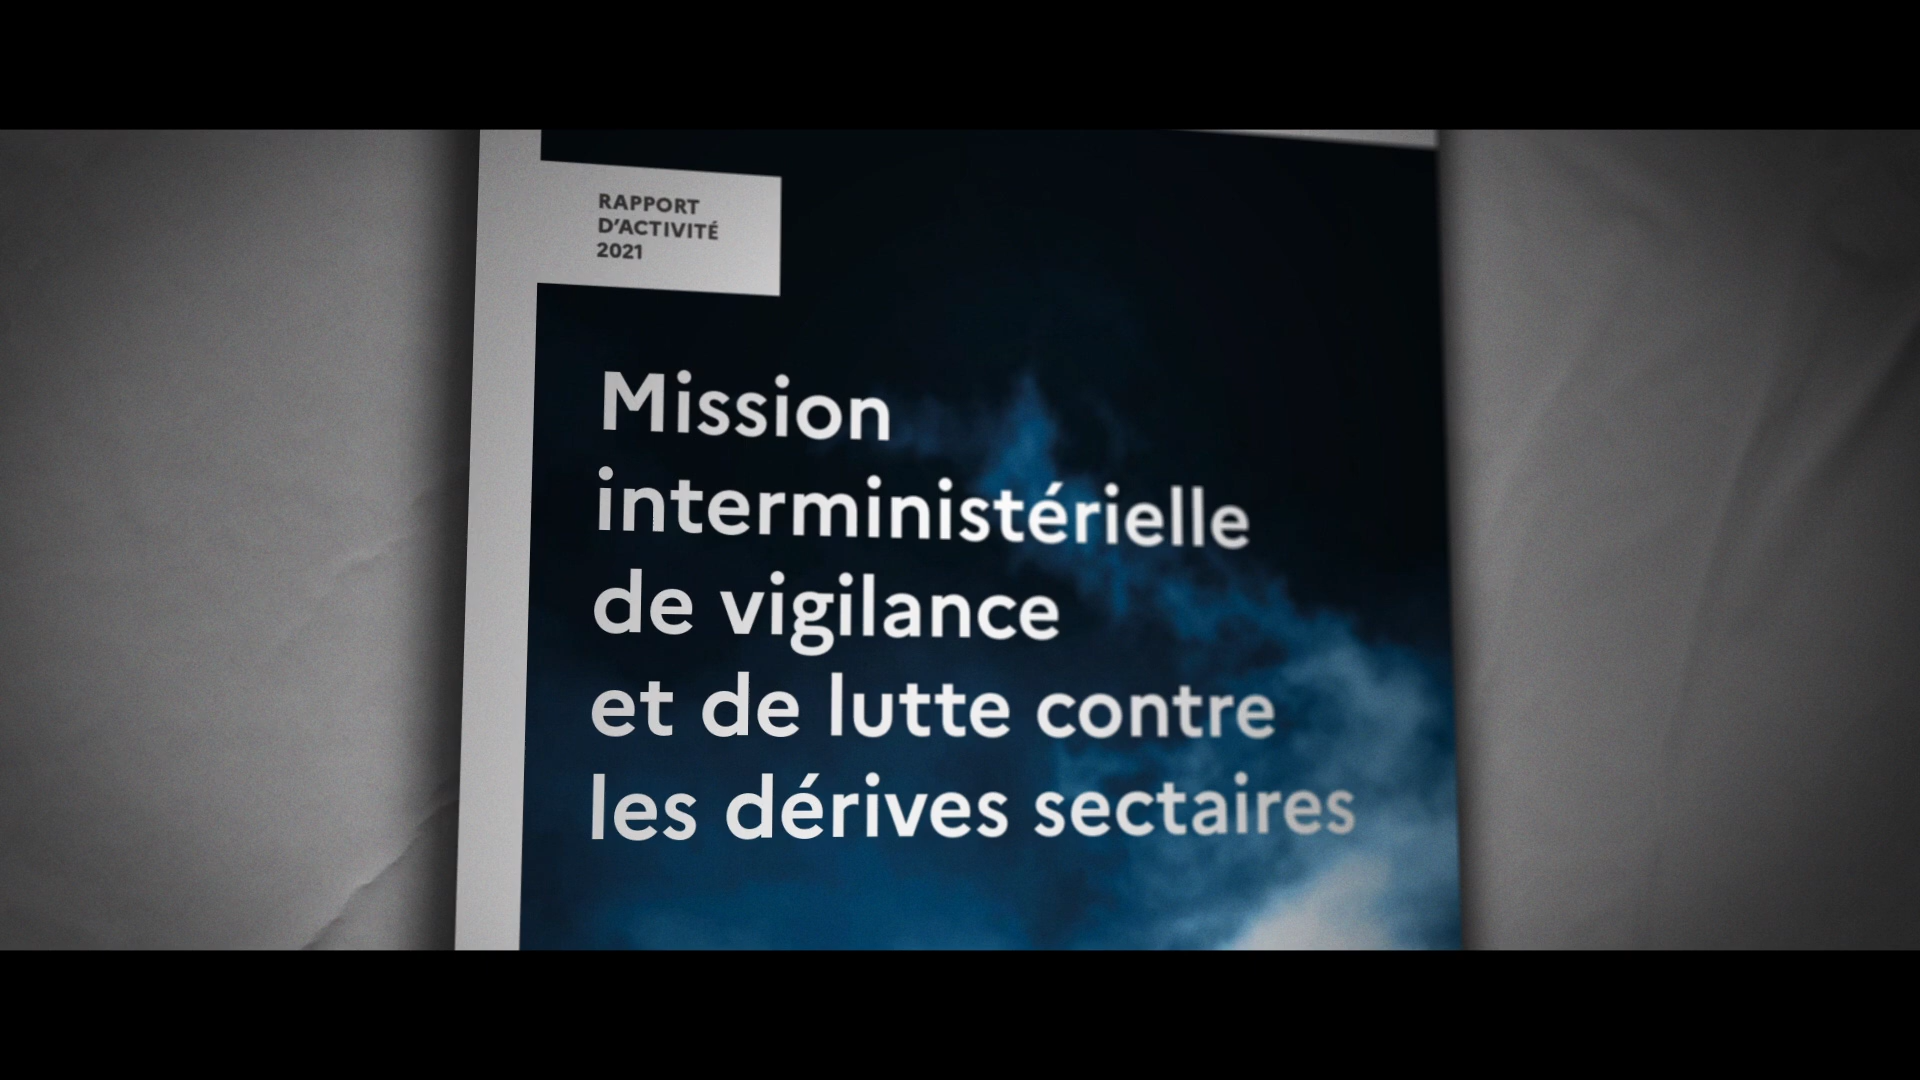 RAPPORT
D'ACTIVITÉ
2021
Mission
interministérielle
de vigilance
et de lutte contre
les dérives sectaires